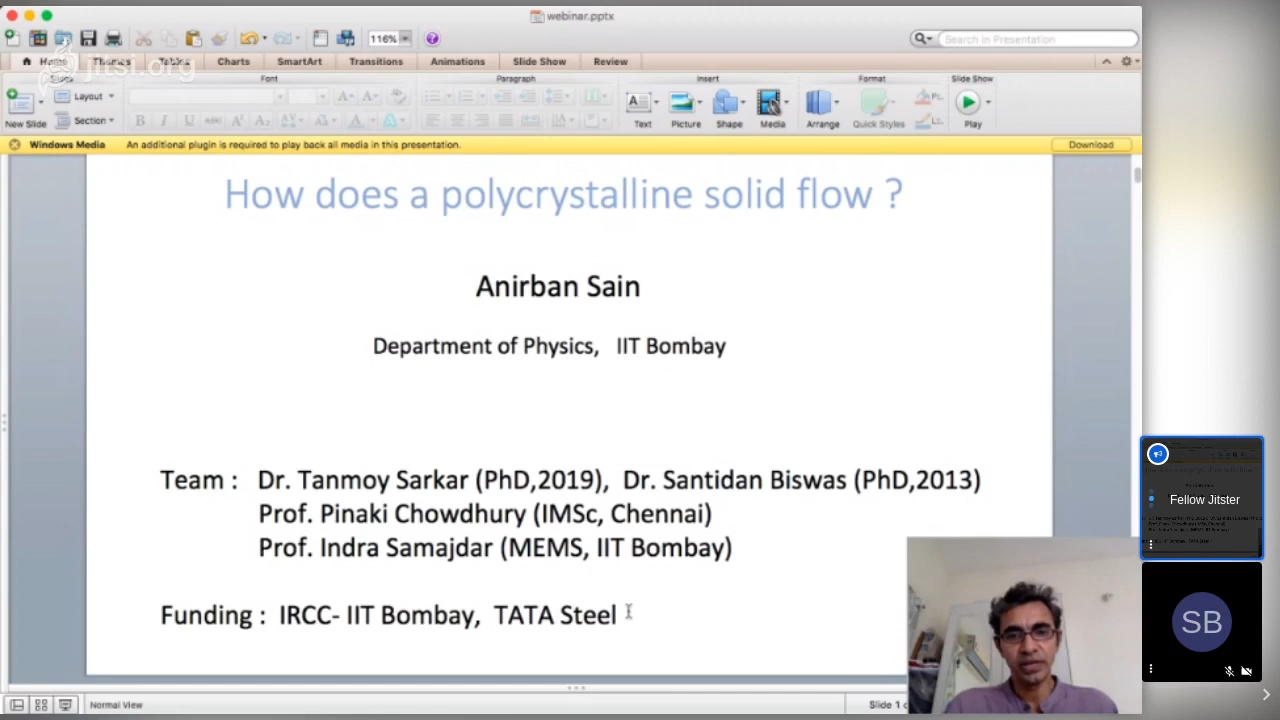 webinar.pptx
116%
Search in Presentation
jitsi.org
Home Themes Tables Charts SmartArt Transitions Animations Slide Show Review
Slides Font Paragraph Insert Format Slide Show
Layout
New Slide Section
Text Picture Shape Media Arrange Quick Styles Play
Windows Media An additional plugin is required to play back all media in this presentation. Download
How does a polycrystalline solid flow ?
Anirban Sain
Department of Physics, IIT Bombay
Team : Dr. Tanmoy Sarkar (PhD,2019), Dr. Santidan Biswas (PhD,2013)
Prof. Pinaki Chowdhury (IMSc, Chennai)
Prof. Indra Samajdar (MEMS, IIT Bombay)
Funding : IRCC- IIT Bombay, TATA Steel
Normal View Slide 1
Fellow Jitster
SB